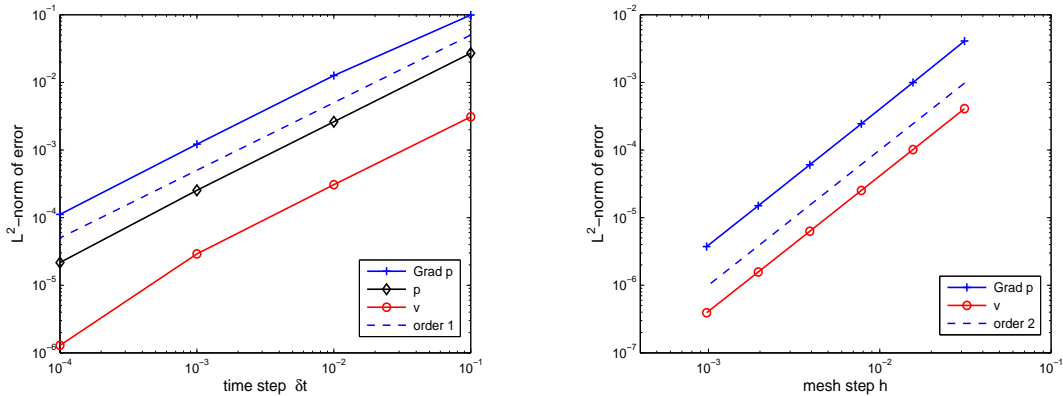 10⁻¹
10⁻²
10⁻³
10⁻⁴
10⁻⁵
10⁻⁶
L²−norm of error
10⁻⁴
10⁻³
10⁻²
10⁻¹
time step δt
Grad p
p
v
order 1
10⁻²
10⁻³
10⁻⁴
10⁻⁵
10⁻⁶
10⁻⁷
L²−norm of error
10⁻³
10⁻²
10⁻¹
mesh step h
Grad p
v
order 2